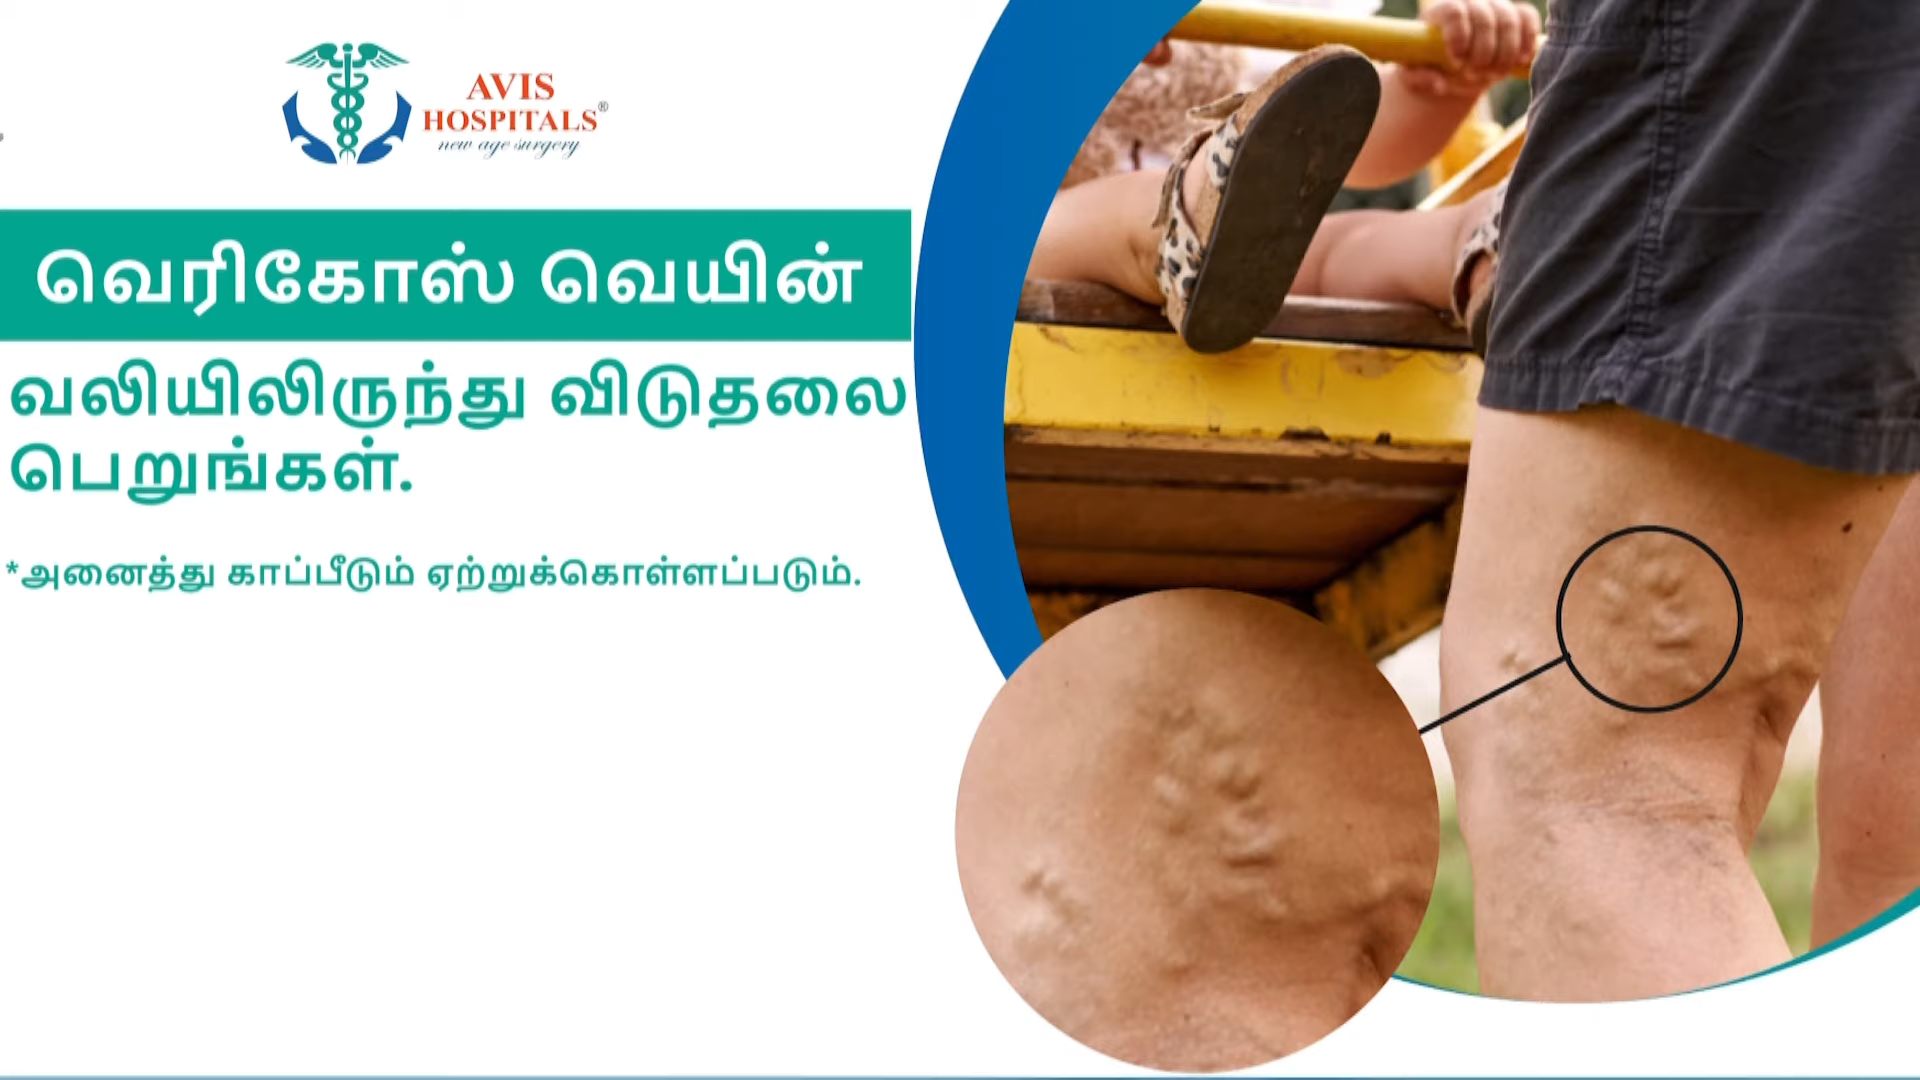 AVIS
HOSPITALS®
new age surgery
வெரிகோஸ் வெயின்
வலியிலிருந்து விடுதலை
பெறுங்கள்.
*அனைத்து காப்பீடும் ஏற்றுக்கொள்ளப்படும்.